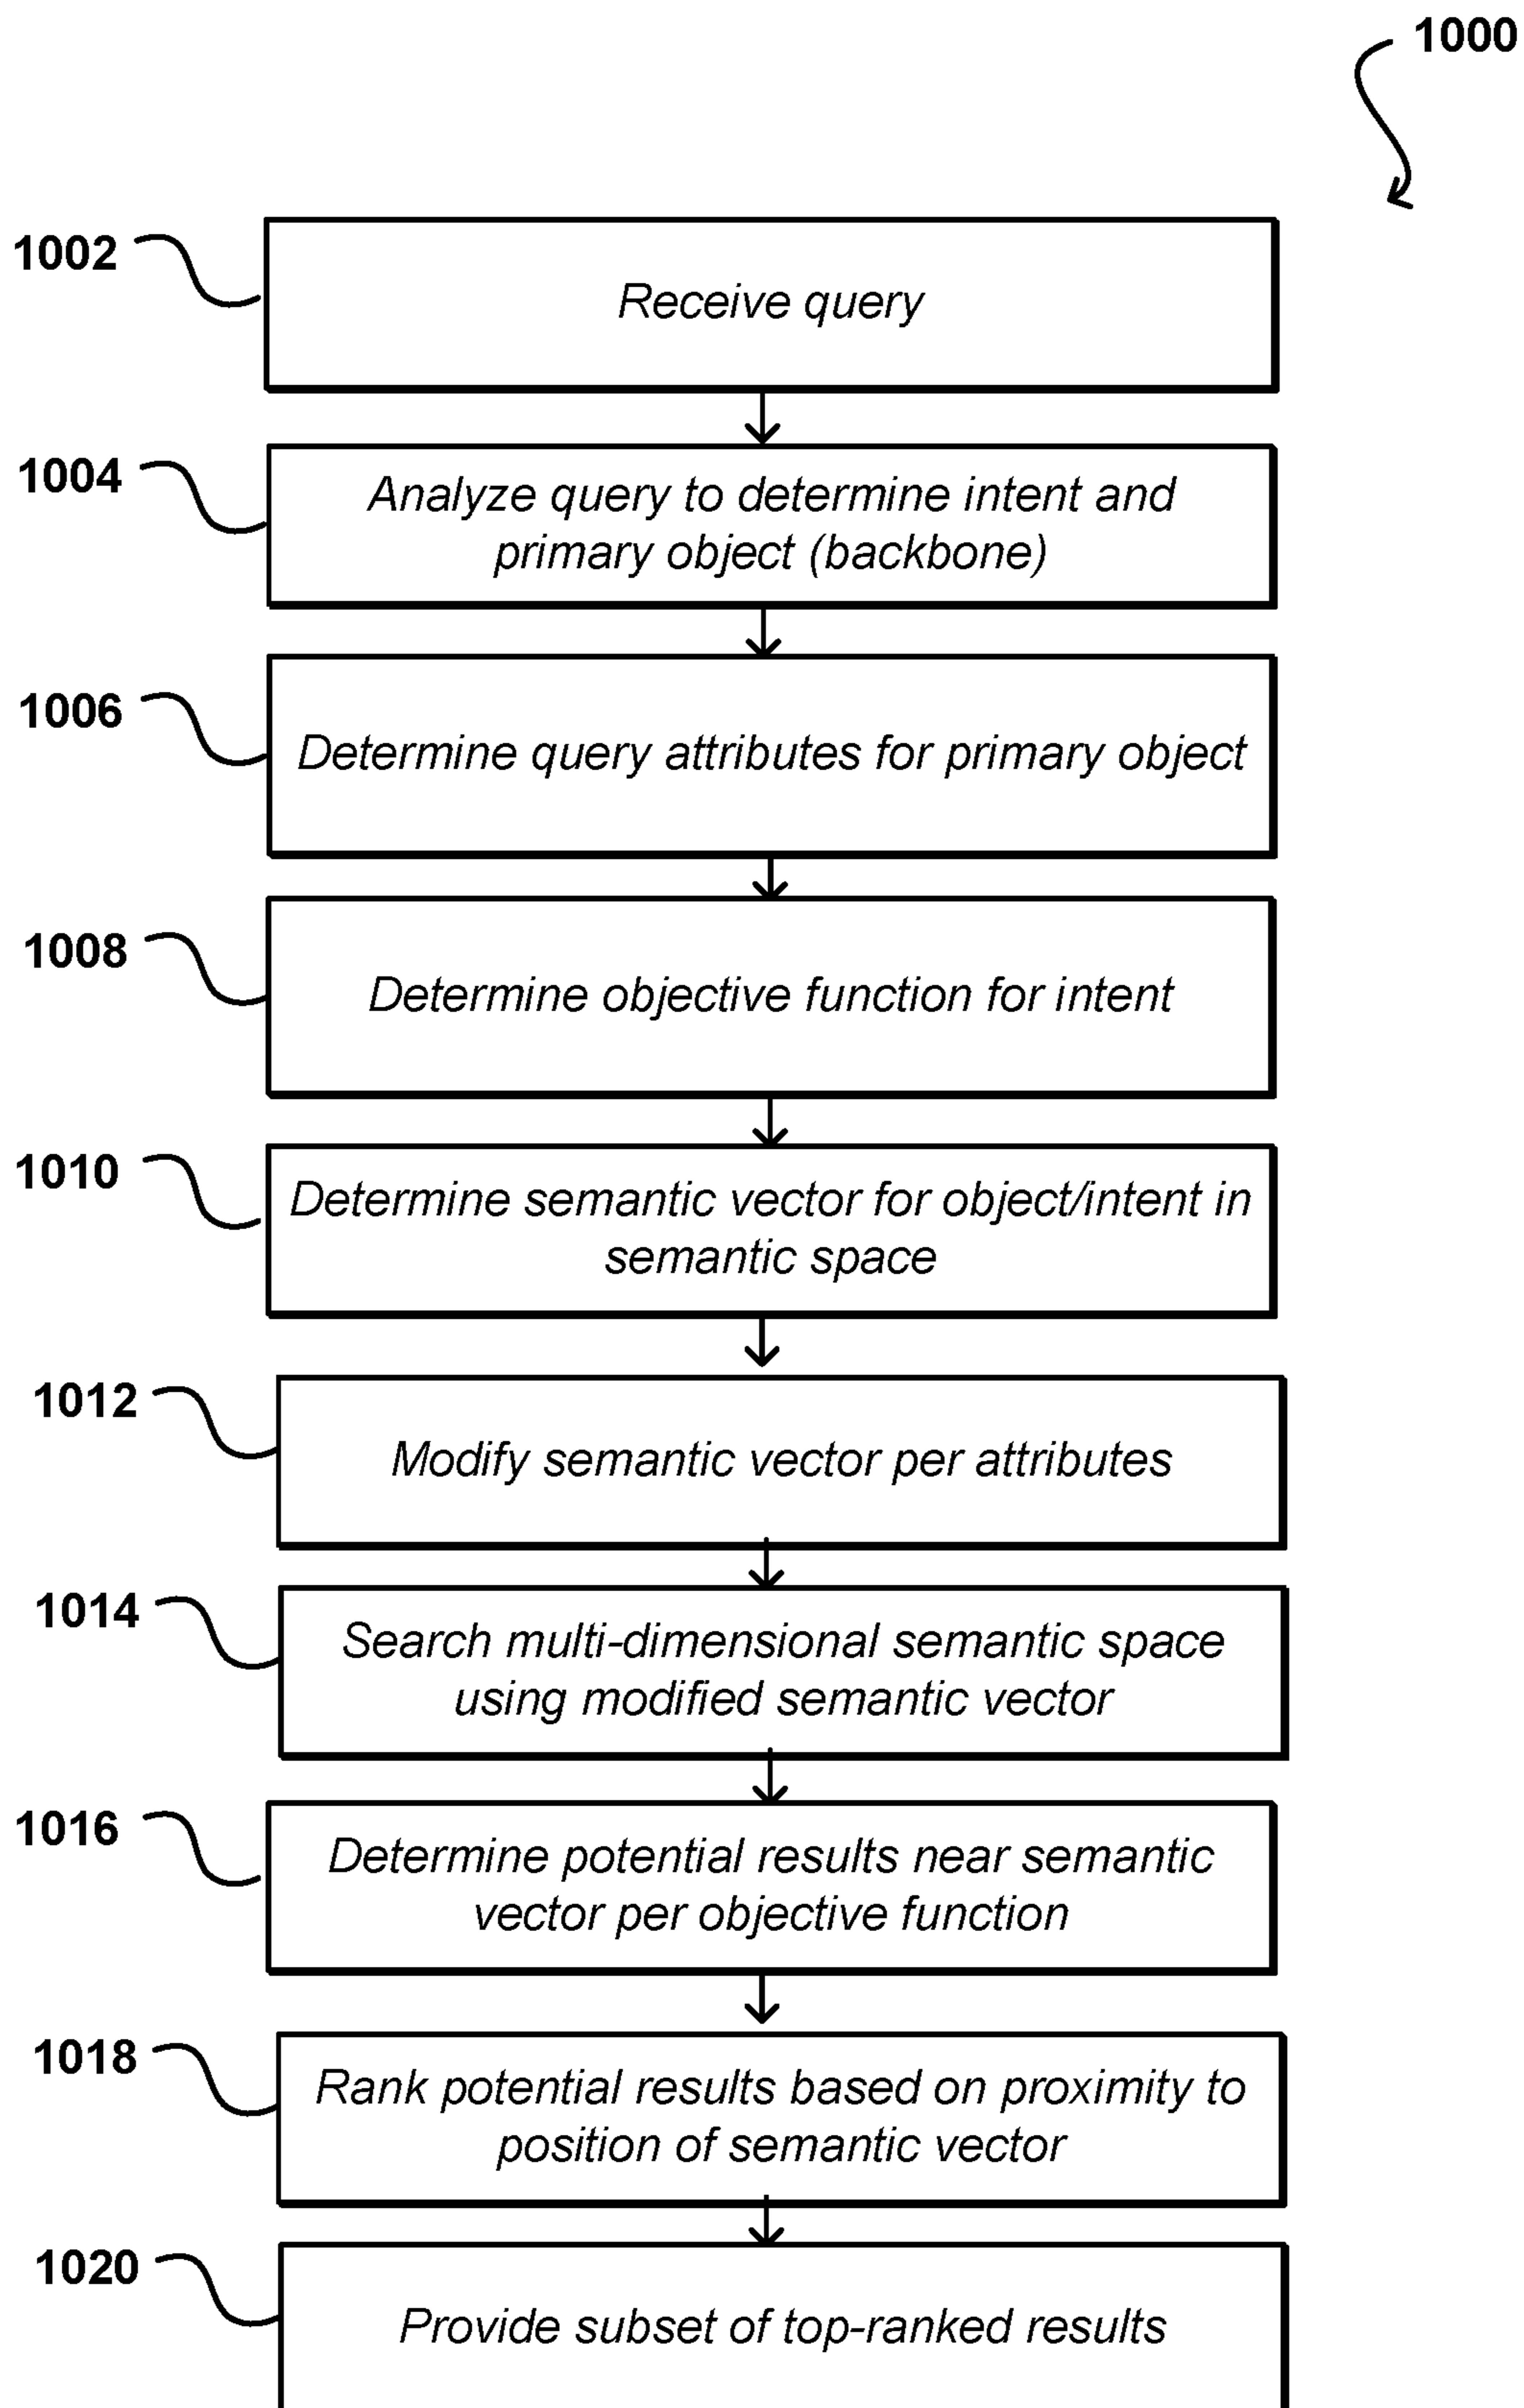 1000
1002
Receive query
1004
Analyze query to determine intent and
primary object (backbone)
1006
Determine query attributes for primary object
1008
Determine objective function for intent
1010
Determine semantic vector for object/intent in
semantic space
1012
Modify semantic vector per attributes
1014
Search multi-dimensional semantic space
using modified semantic vector
1016
Determine potential results near semantic
vector per objective function
1018
Rank potential results based on proximity to
position of semantic vector
1020
Provide subset of top-ranked results